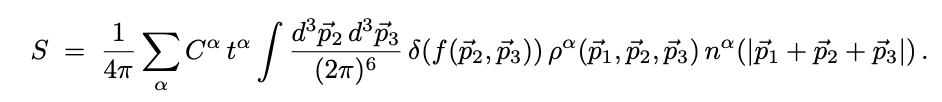 S = \frac{1}{4\pi} \sum_{\alpha} C^{\alpha} t^{\alpha} \int \frac{d^3\vec{p}_2 \, d^3\vec{p}_3}{(2\pi)^6} \, \delta(f(\vec{p}_2, \vec{p}_3)) \, \rho^{\alpha}(\vec{p}_1, \vec{p}_2, \vec{p}_3) \, n^{\alpha}(|\vec{p}_1 + \vec{p}_2 + \vec{p}_3|) .